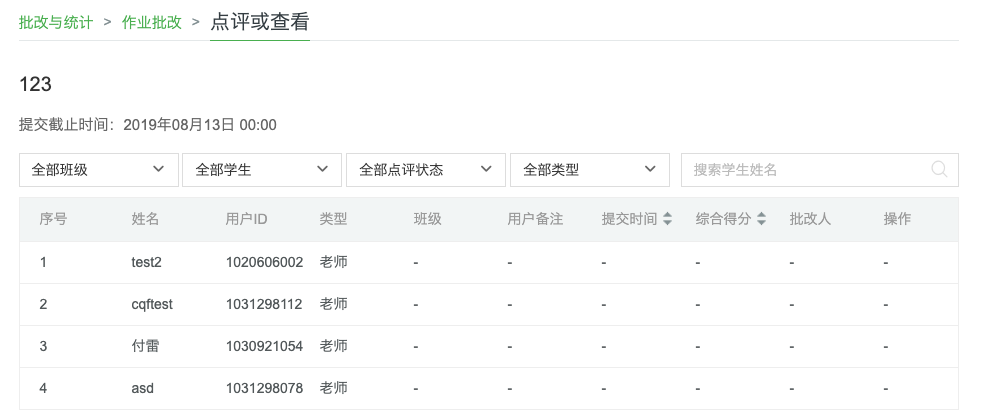 批改与统计 > 作业批改 > 点评或查看
123
提交截止时间：2019年08月13日 00:00
全部班级 全部学生 全部点评状态 全部类型 搜索学生姓名
序号 姓名 用户ID 类型 班级 用户备注 提交时间 综合得分 批改人 操作
1 test2 1020606002 老师 - - - - - -
2 cqftest 1031298112 老师 - - - - - -
3 付雷 1030921054 老师 - - - - - -
4 asd 1031298078 老师 - - - - - -